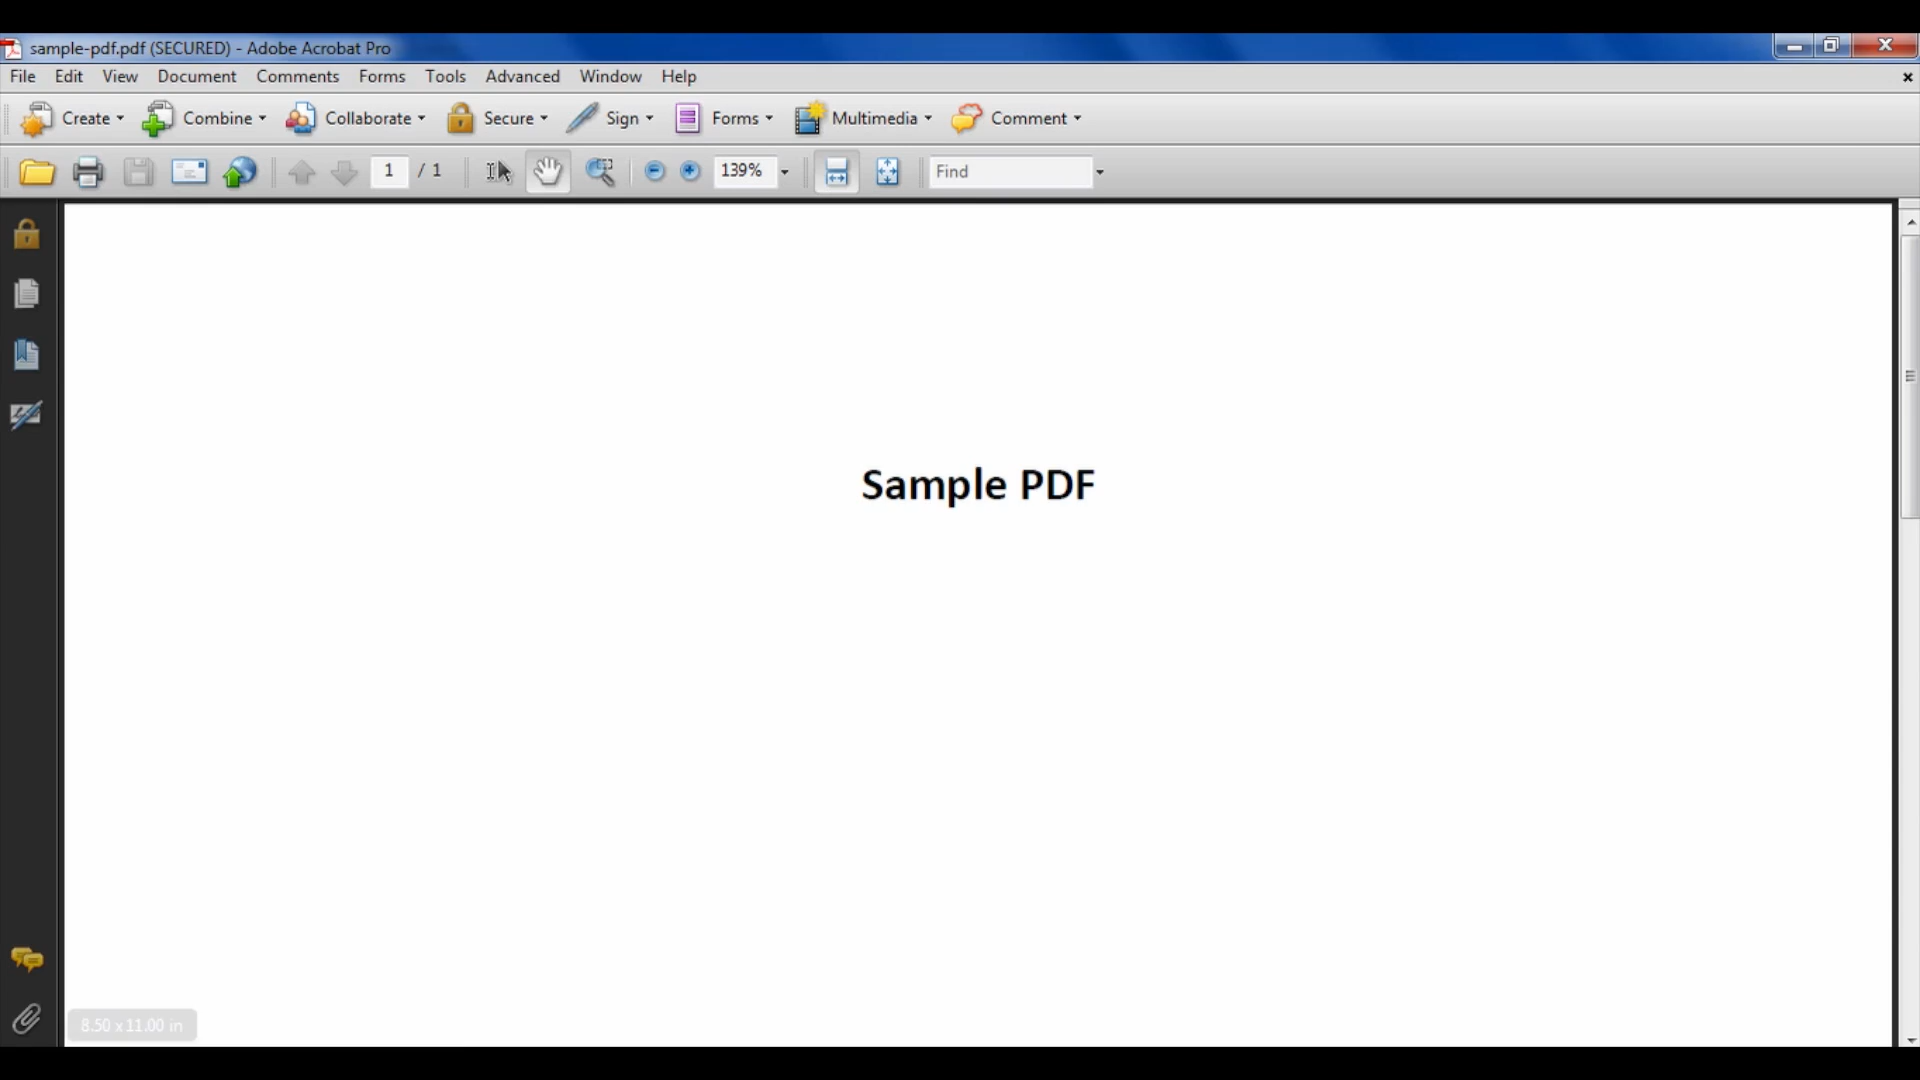 sample-pdf.pdf (SECURED) - Adobe Acrobat Pro
File Edit View Document Comments Forms Tools Advanced Window Help
Create Combine Collaborate Secure Sign Forms Multimedia Comment
1 / 1 139% Find
Sample PDF
8.50 x 11.00 in